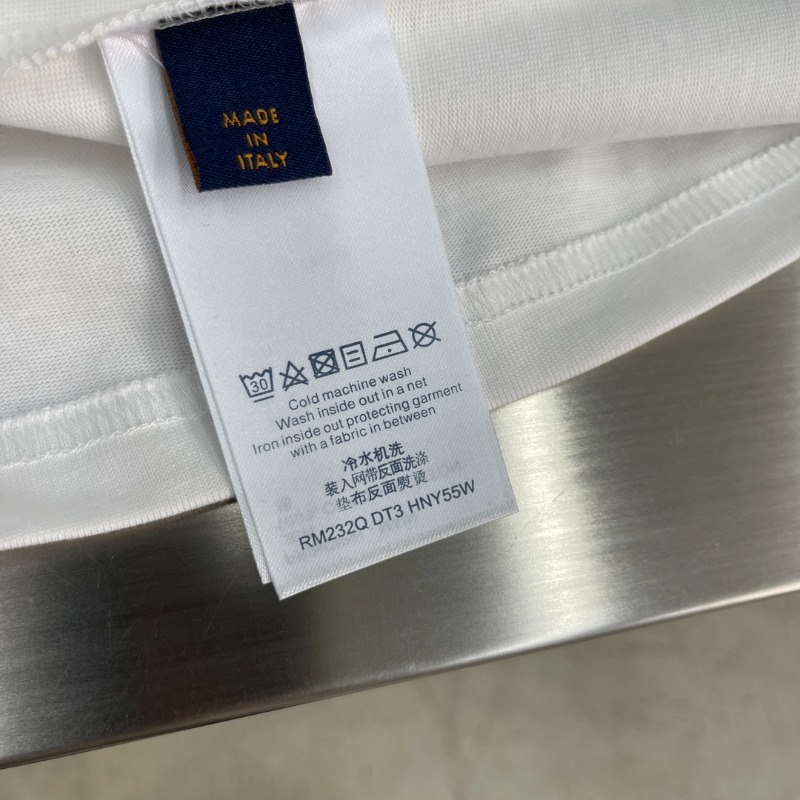 MADE
IN
ITALY
30
Cold machine wash
Wash inside out in a net
Iron inside out protecting garment
with a fabric in between
冷水机洗
装入网带反面洗涤
垫布反面熨烫
RM232Q DT3 HNY55W